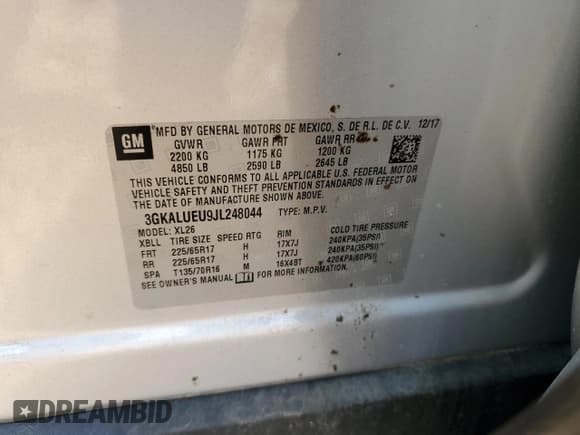 GM
MFD BY GENERAL MOTORS DE MEXICO, S. DE R.L. DE C.V. 12/17
GVWR GAWR FRT GAWR RR
2200 KG 1175 KG 1200 KG
4850 LB 2590 LB 2645 LB
THIS VEHICLE CONFORMS TO ALL APPLICABLE U.S. FEDERAL MOTOR
VEHICLE SAFETY AND THEFT PREVENTION STANDARDS IN EFFECT ON
THE DATE OF MANUFACTURE SHOWN ABOVE.
3GKALUEU9JL248044 TYPE: M.P.V.
MODEL: XL26
XBLL TIRE SIZE SPEED RTG RIM COLD TIRE PRESSURE
FRT 225/65R17 H 17X7J 240KPA(35PSI)
RR 225/65R17 H 17X7J 240KPA(35PSI)
SPA T135/70R16 M 16X4BT 420KPA(60PSI)
SEE OWNER'S MANUAL FOR MORE INFORMATION.
DREAMBID